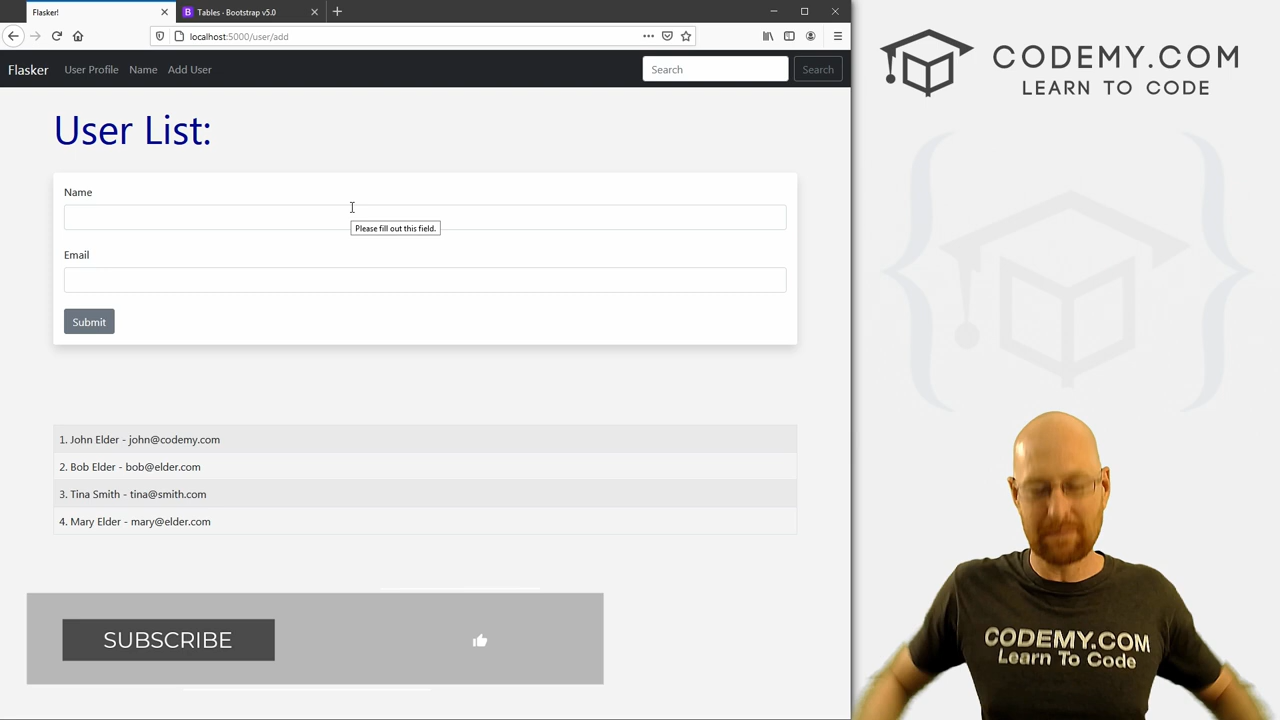 Flasker!
Tables - Bootstrap v5.0
localhost:5000/user/add
Flasker User Profile Name Add User Search Search
User List:
Name
Please fill out this field.
Email
Submit
1. John Elder - john@codemy.com
2. Bob Elder - bob@elder.com
3. Tina Smith - tina@smith.com
4. Mary Elder - mary@elder.com
SUBSCRIBE
CODEMY.COM
LEARN TO CODE
CODEMY.COM
Learn To Code